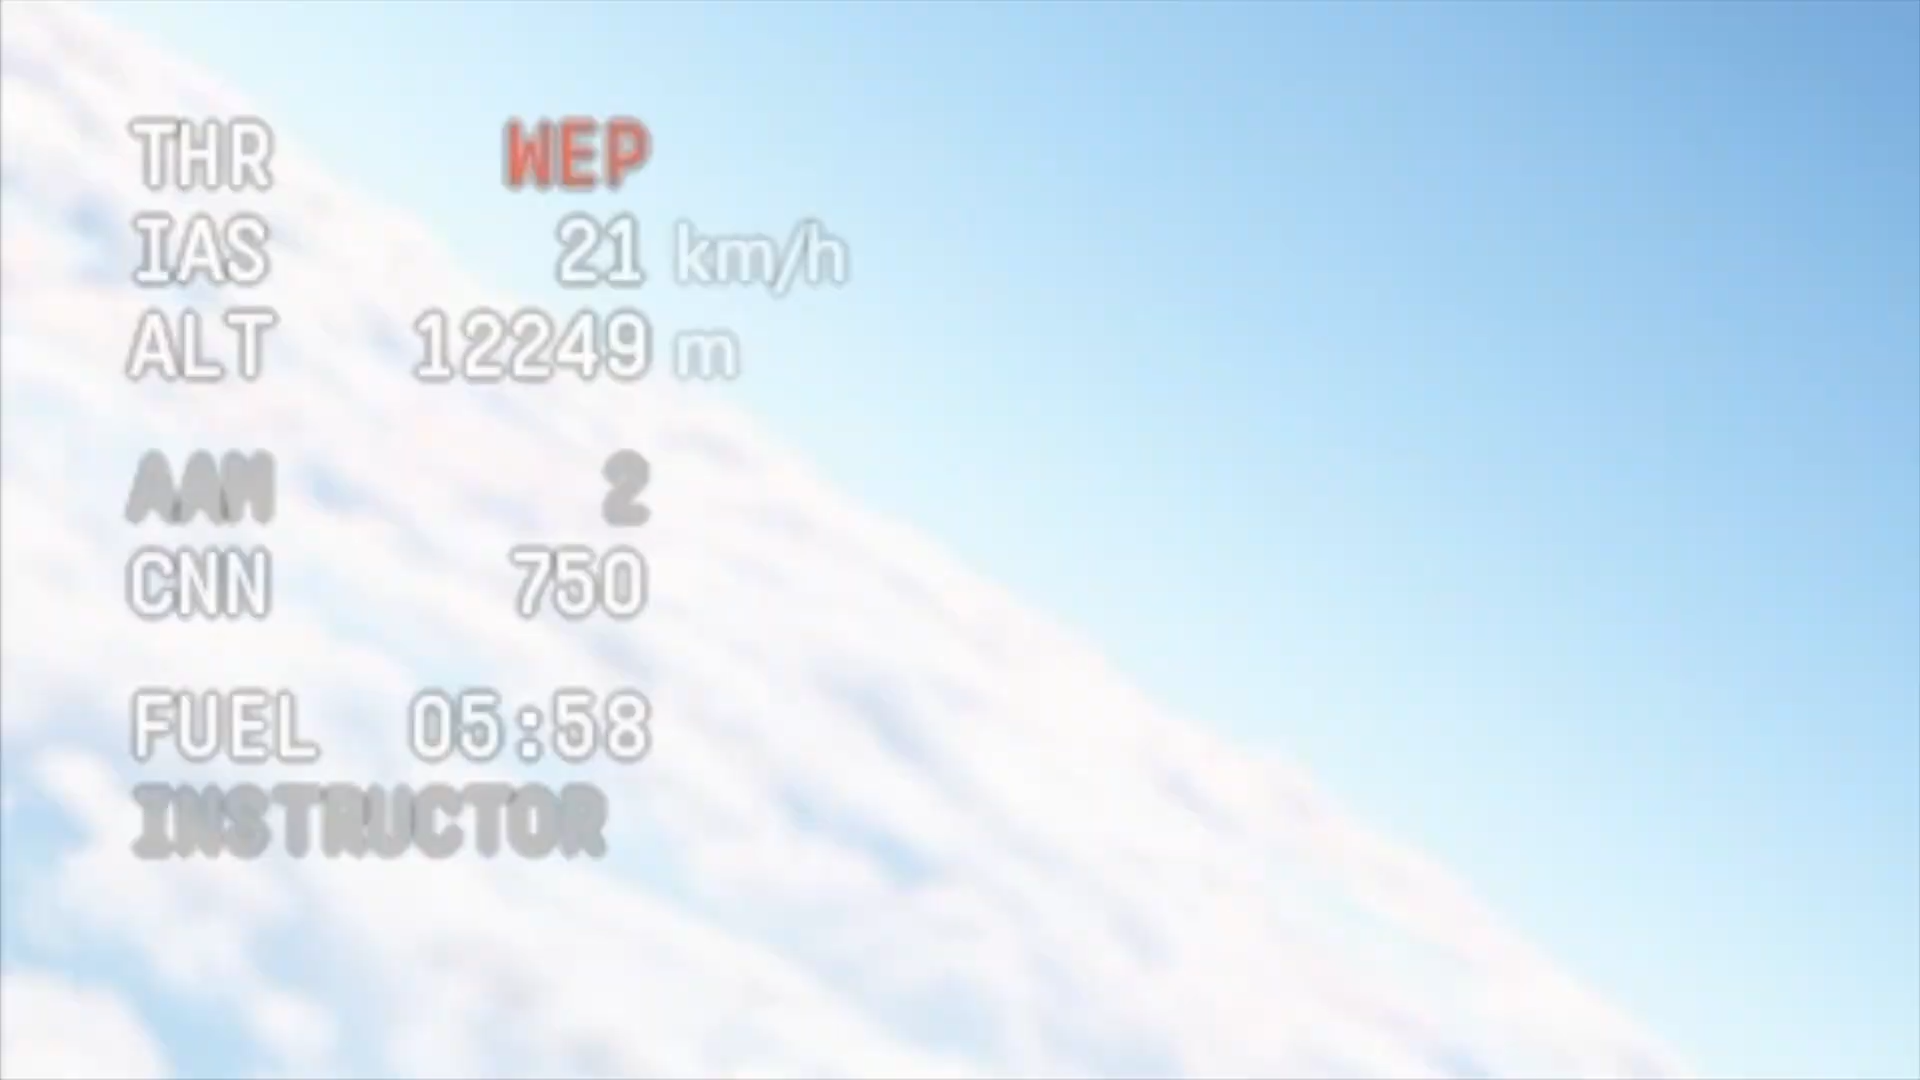 THR WEP
IAS 21 km/h
ALT 12249 m
AAM 2
CNN 750
FUEL 05:58
INSTRUCTOR